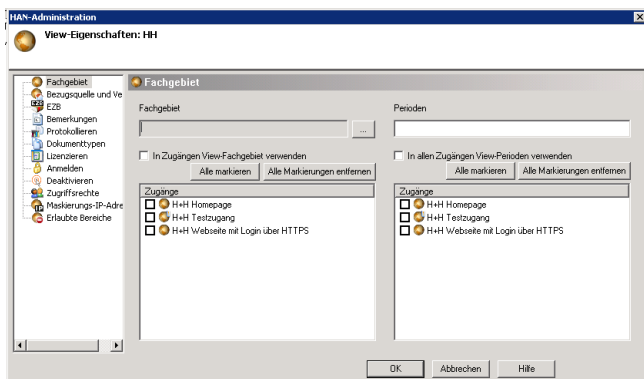 HAN-Administration
View-Eigenschaften: HH
Fachgebiet
Bezugsquelle und Ve
EZB
Bemerkungen
Protokollieren
Dokumenttypen
Lizenzieren
Anmelden
Deaktivieren
Zugriffsrechte
Maskierungs-IP-Adre
Erlaubte Bereiche
Fachgebiet
Fachgebiet
...
In Zugängen View-Fachgebiet verwenden
Alle markieren Alle Markierungen entfernen
Zugänge
H+H Homepage
H+H Testzugang
H+H Webseite mit Login über HTTPS
Perioden
In allen Zugängen View-Perioden verwenden
Alle markieren Alle Markierungen entfernen
Zugänge
H+H Homepage
H+H Testzugang
H+H Webseite mit Login über HTTPS
OK Abbrechen Hilfe